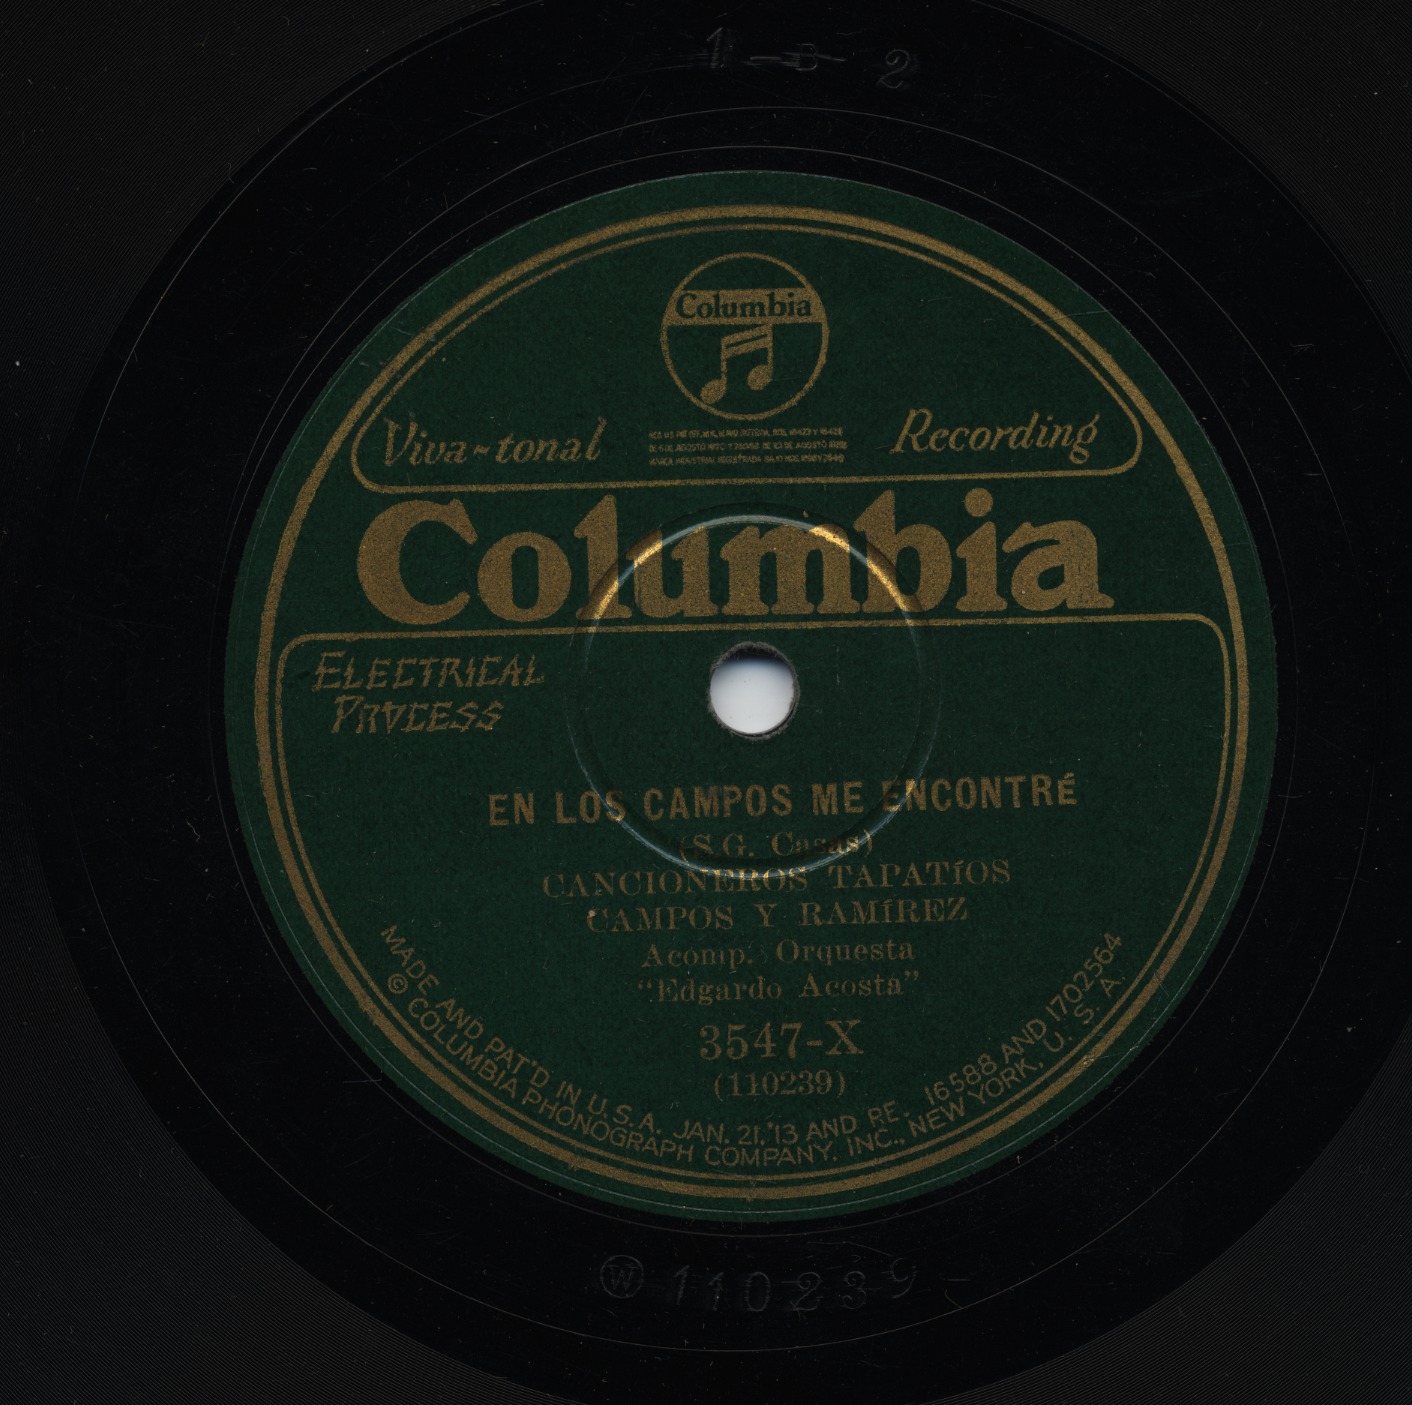 1-B-2
Columbia
Viva-tonal Recording
Columbia
ELECTRICAL
PROCESS
EN LOS CAMPOS ME ENCONTRÉ
(S.G. Casas)
CANCIONEROS TAPATÍOS
CAMPOS Y RAMÍREZ
Acomp. Orquesta
“Edgardo Acosta”
3547-X
(110239)
MADE AND PAT'D IN U.S.A. JAN. 21,'13 AND RE. 16588 AND 1702564
© COLUMBIA PHONOGRAPH COMPANY, INC., NEW YORK, U. S. A.
W 110239